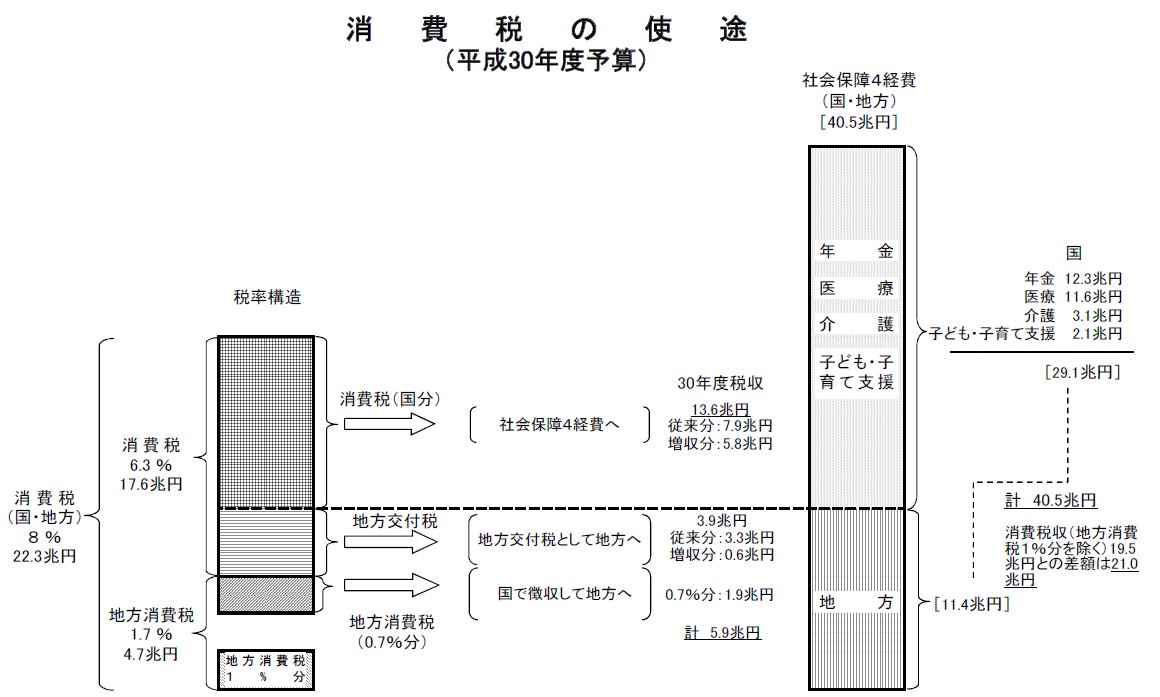 消費税の使途
（平成30年度予算）
社会保障４経費
（国・地方）
［40.5兆円］
税率構造
消費税
（国・地方）
８％
22.3兆円
消費税
6.3％
17.6兆円
地方消費税
1.7％
4.7兆円
地方消費税
１％分
消費税（国分）
地方交付税
地方消費税
（0.7％分）
社会保障４経費へ
地方交付税として地方へ
国で徴収して地方へ
30年度税収
13.6兆円
従来分：7.9兆円
増収分：5.8兆円
3.9兆円
従来分：3.3兆円
増収分：0.6兆円
0.7％分：1.9兆円
計 5.9兆円
年金
医療
介護
子ども・子
育て支援
地方
国
年金 12.3兆円
医療 11.6兆円
介護 3.1兆円
子ども・子育て支援 2.1兆円
［29.1兆円］
計 40.5兆円
消費税収（地方消費
税１％分を除く）19.5
兆円との差額は21.0
兆円
［11.4兆円］